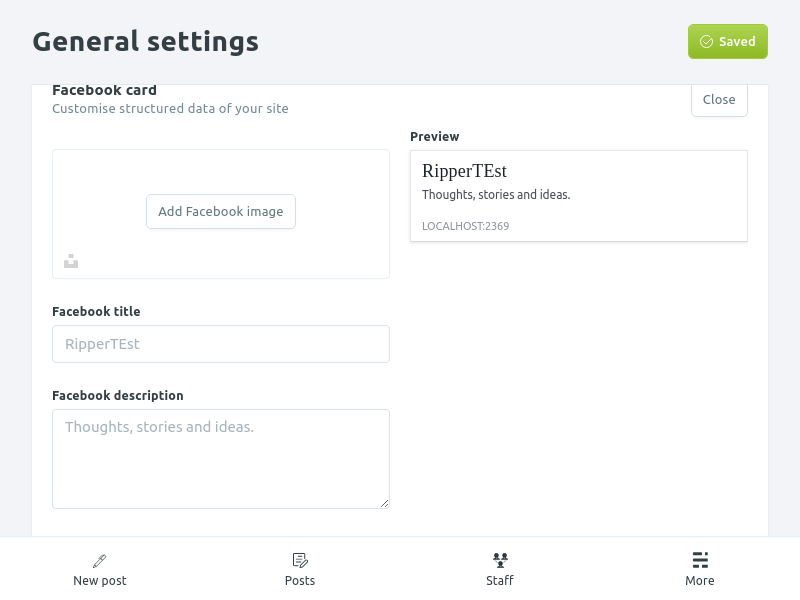 General settings
Saved
Facebook card
Customise structured data of your site
Close
Preview
RipperTEst
Thoughts, stories and ideas.
LOCALHOST:2369
Add Facebook image
Facebook title
RipperTEst
Facebook description
Thoughts, stories and ideas.
New post
Posts
Staff
More